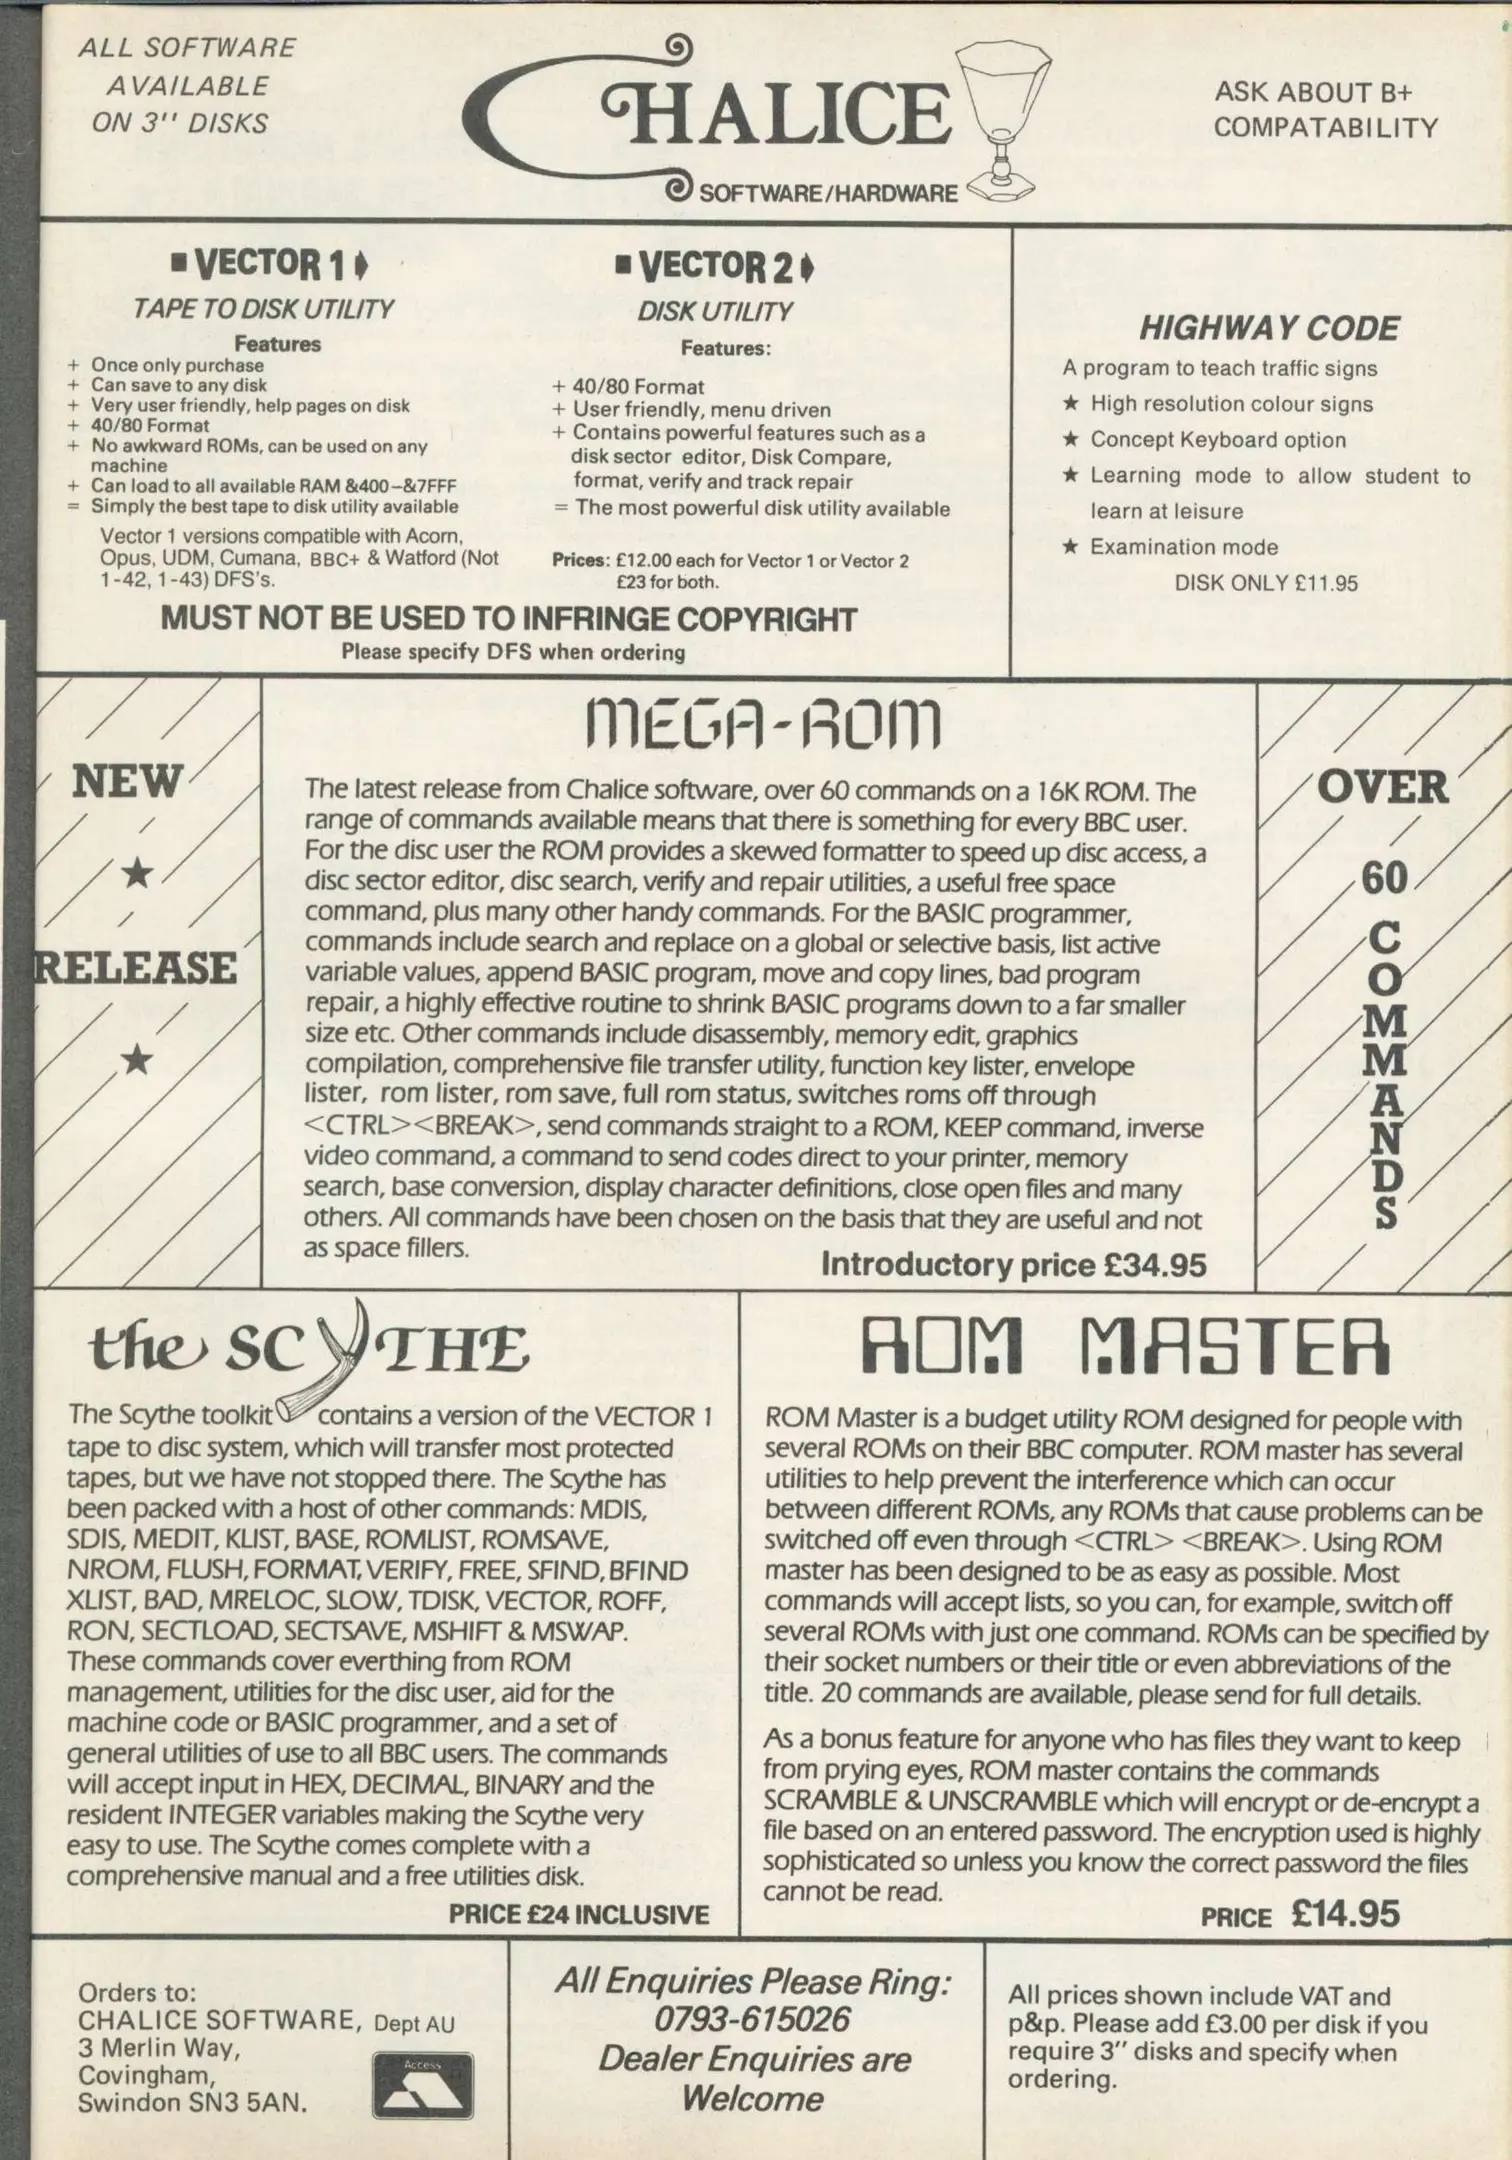 ALL SOFTWARE
AVAILABLE
ON 3'' DISKS
CHALICE
SOFTWARE/HARDWARE
ASK ABOUT B+
COMPATABILITY
VECTOR 1
TAPE TO DISK UTILITY
Features
+ Once only purchase
+ Can save to any disk
+ Very user friendly, help pages on disk
+ 40/80 Format
+ No awkward ROMs, can be used on any
machine
+ Can load to all available RAM &400–&7FFF
= Simply the best tape to disk utility available
Vector 1 versions compatible with Acorn,
Opus, UDM, Cumana, BBC+ & Watford (Not
1-42, 1-43) DFS's.
VECTOR 2
DISK UTILITY
Features:
+ 40/80 Format
+ User friendly, menu driven
+ Contains powerful features such as a
disk sector editor, Disk Compare,
format, verify and track repair
= The most powerful disk utility available
Prices: £12.00 each for Vector 1 or Vector 2
£23 for both.
MUST NOT BE USED TO INFRINGE COPYRIGHT
Please specify DFS when ordering
HIGHWAY CODE
A program to teach traffic signs
★ High resolution colour signs
★ Concept Keyboard option
★ Learning mode to allow student to
learn at leisure
★ Examination mode
DISK ONLY £11.95
NEW
★
RELEASE
★
MEGA-ROM
The latest release from Chalice software, over 60 commands on a 16K ROM. The
range of commands available means that there is something for every BBC user.
For the disc user the ROM provides a skewed formatter to speed up disc access, a
disc sector editor, disc search, verify and repair utilities, a useful free space
command, plus many other handy commands. For the BASIC programmer,
commands include search and replace on a global or selective basis, list active
variable values, append BASIC program, move and copy lines, bad program
repair, a highly effective routine to shrink BASIC programs down to a far smaller
size etc. Other commands include disassembly, memory edit, graphics
compilation, comprehensive file transfer utility, function key lister, envelope
lister, rom lister, rom save, full rom status, switches roms off through
<CTRL><BREAK>, send commands straight to a ROM, KEEP command, inverse
video command, a command to send codes direct to your printer, memory
search, base conversion, display character definitions, close open files and many
others. All commands have been chosen on the basis that they are useful and not
as space fillers.
Introductory price £34.95
OVER
60
COMMANDS
the SCYTHE
The Scythe toolkit contains a version of the VECTOR 1
tape to disc system, which will transfer most protected
tapes, but we have not stopped there. The Scythe has
been packed with a host of other commands: MDIS,
SDIS, MEDIT, KLIST, BASE, ROMLIST, ROMSAVE,
NROM, FLUSH, FORMAT, VERIFY, FREE, SFIND, BFIND
XLIST, BAD, MRELOC, SLOW, TDISK, VECTOR, ROFF,
RON, SECTLOAD, SECTSAVE, MSHIFT & MSWAP.
These commands cover everthing from ROM
management, utilities for the disc user, aid for the
machine code or BASIC programmer, and a set of
general utilities of use to all BBC users. The commands
will accept input in HEX, DECIMAL, BINARY and the
resident INTEGER variables making the Scythe very
easy to use. The Scythe comes complete with a
comprehensive manual and a free utilities disk.
PRICE £24 INCLUSIVE
ROM MASTER
ROM Master is a budget utility ROM designed for people with
several ROMs on their BBC computer. ROM master has several
utilities to help prevent the interference which can occur
between different ROMs, any ROMs that cause problems can be
switched off even through <CTRL> <BREAK>. Using ROM
master has been designed to be as easy as possible. Most
commands will accept lists, so you can, for example, switch off
several ROMs with just one command. ROMs can be specified by
their socket numbers or their title or even abbreviations of the
title. 20 commands are available, please send for full details.
As a bonus feature for anyone who has files they want to keep
from prying eyes, ROM master contains the commands
SCRAMBLE & UNSCRAMBLE which will encrypt or de-encrypt a
file based on an entered password. The encryption used is highly
sophisticated so unless you know the correct password the files
cannot be read.
PRICE £14.95
Orders to:
CHALICE SOFTWARE, Dept AU
3 Merlin Way,
Covingham,
Swindon SN3 5AN.
Access
All Enquiries Please Ring:
0793-615026
Dealer Enquiries are
Welcome
All prices shown include VAT and
p&p. Please add £3.00 per disk if you
require 3'' disks and specify when
ordering.